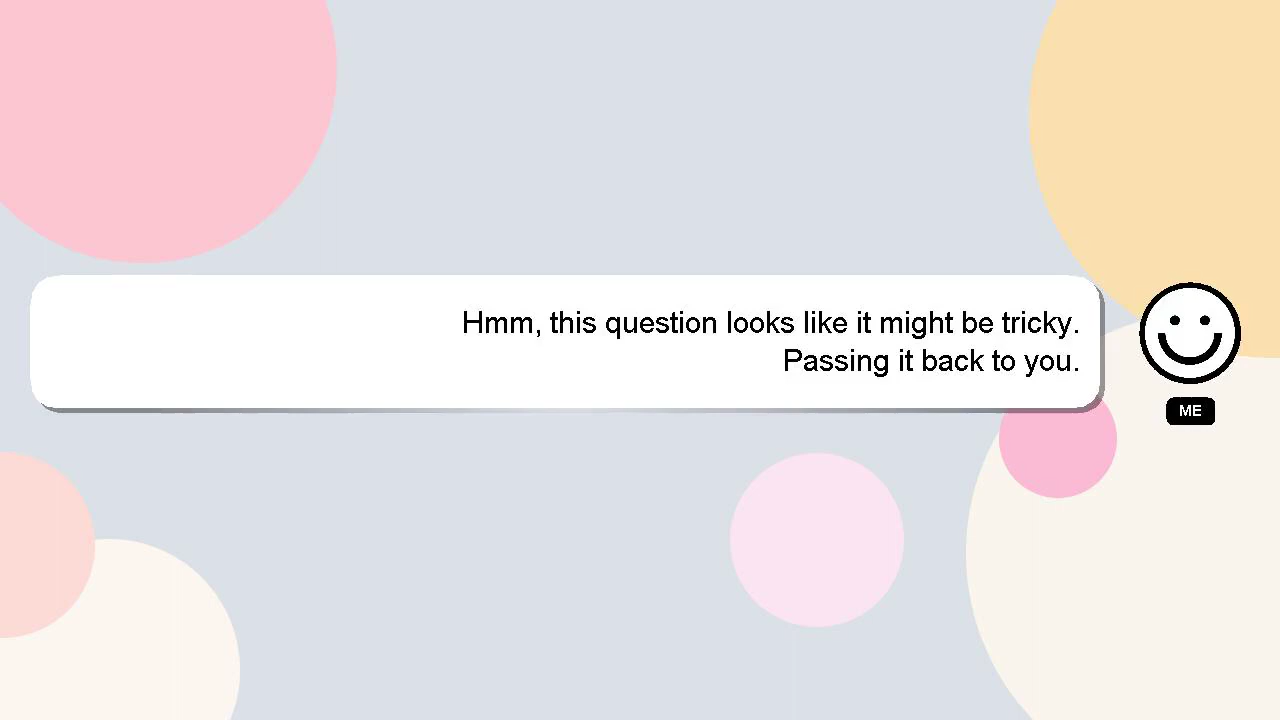 Hmm, this question looks like it might be tricky.
Passing it back to you.
ME